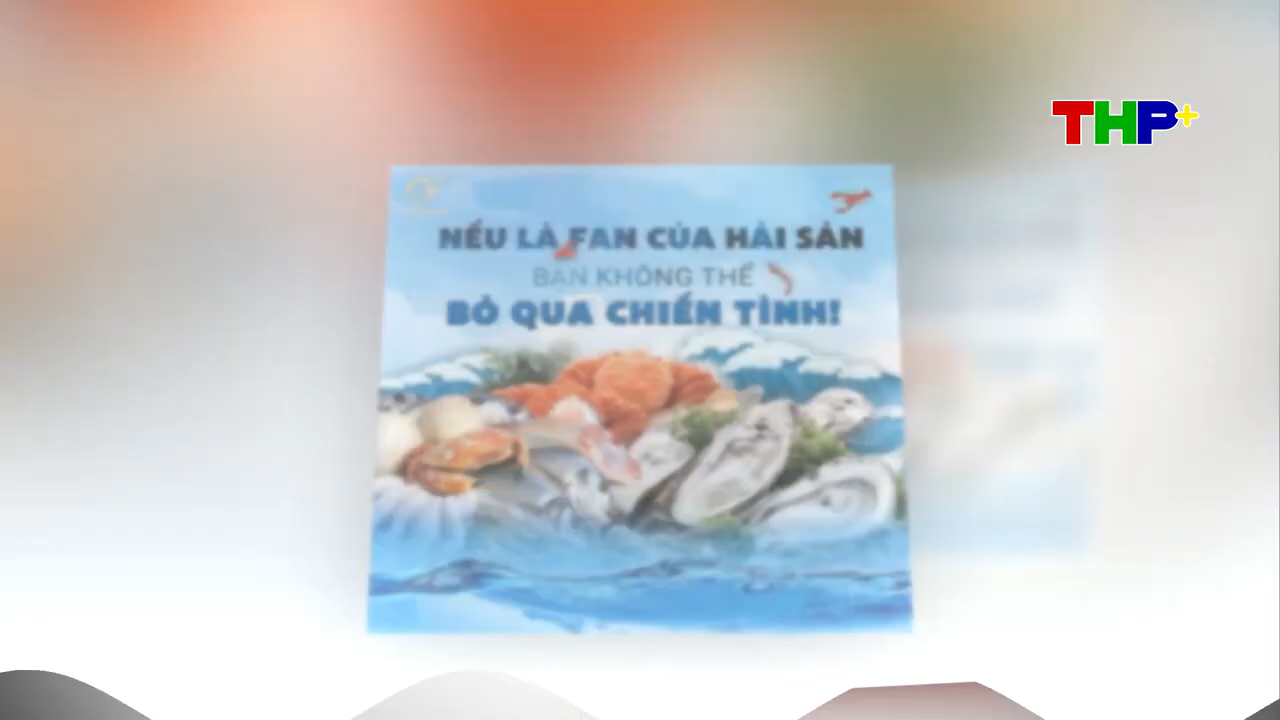 THP+
NẾU LÀ FAN CỦA HẢI SẢN
BẠN KHÔNG THỂ
BỎ QUA CHIẾN TÌNH!